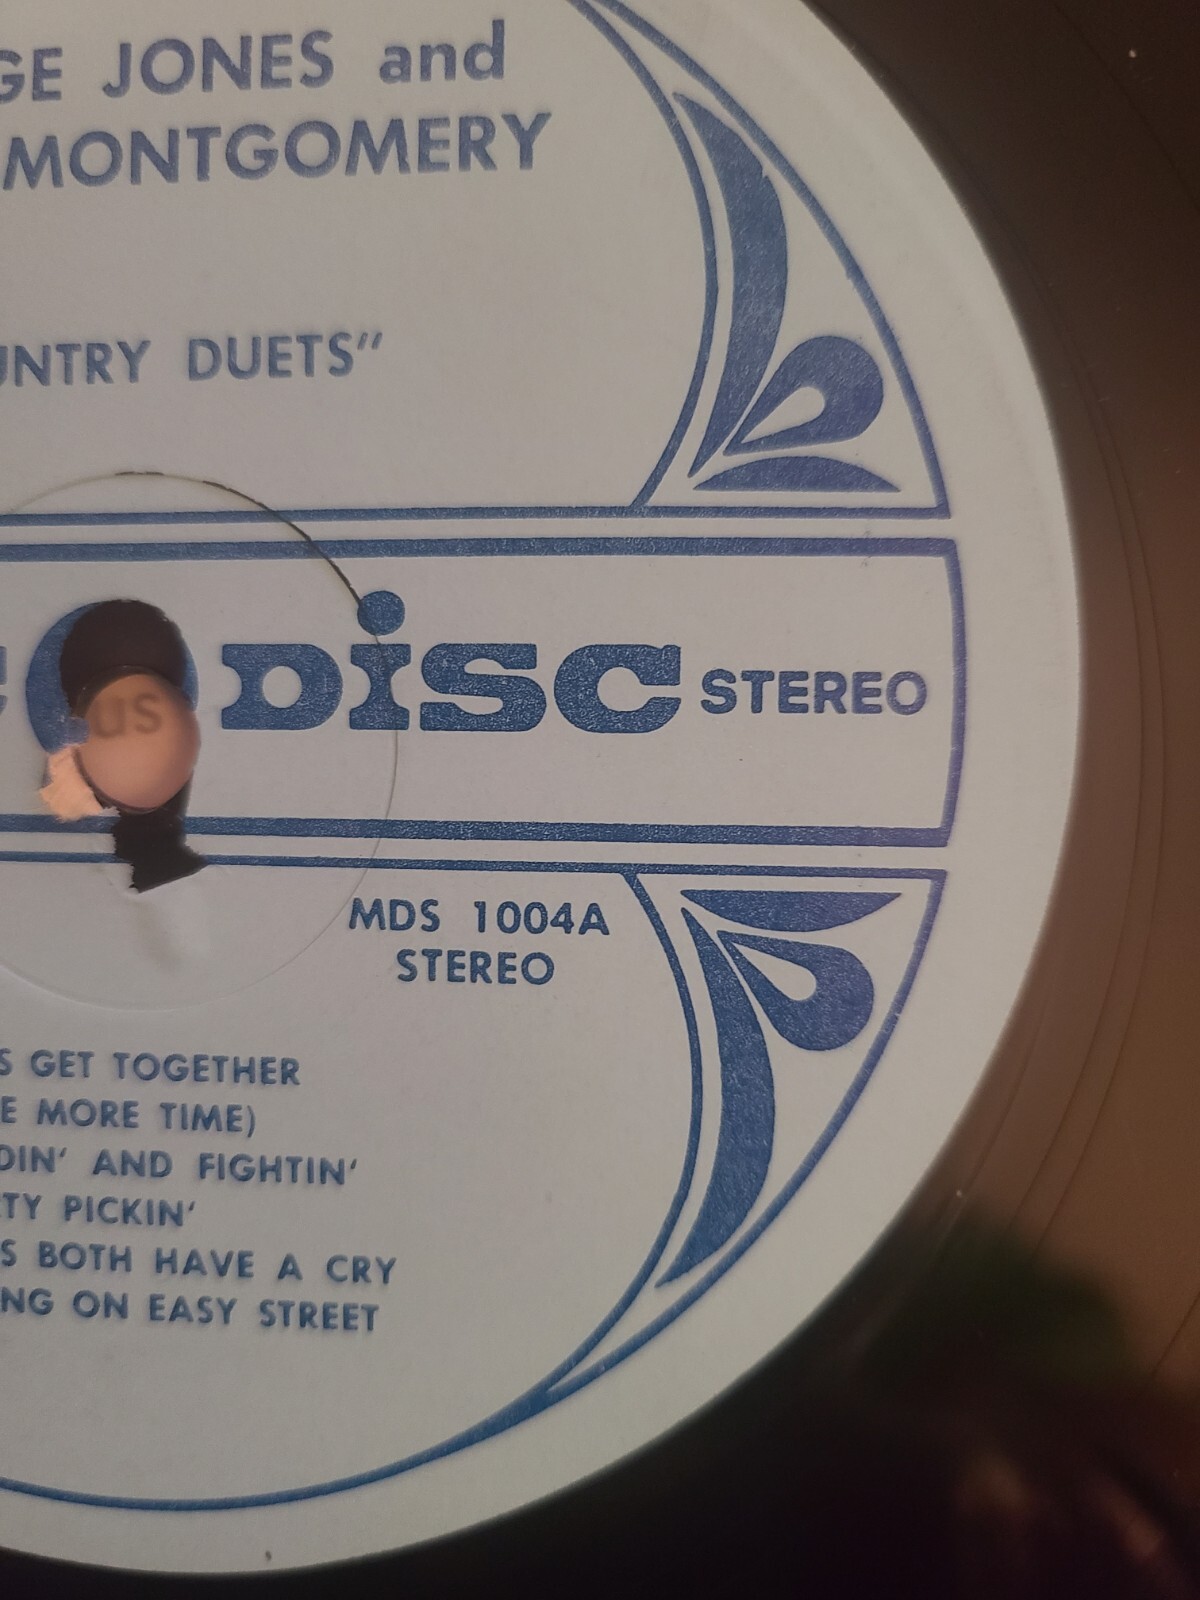 GE JONES and
MONTGOMERY
UNTRY DUETS”
DISC STEREO
us
MDS 1004A
STEREO
S GET TOGETHER
E MORE TIME)
DIN’ AND FIGHTIN’
TY PICKIN’
S BOTH HAVE A CRY
NG ON EASY STREET